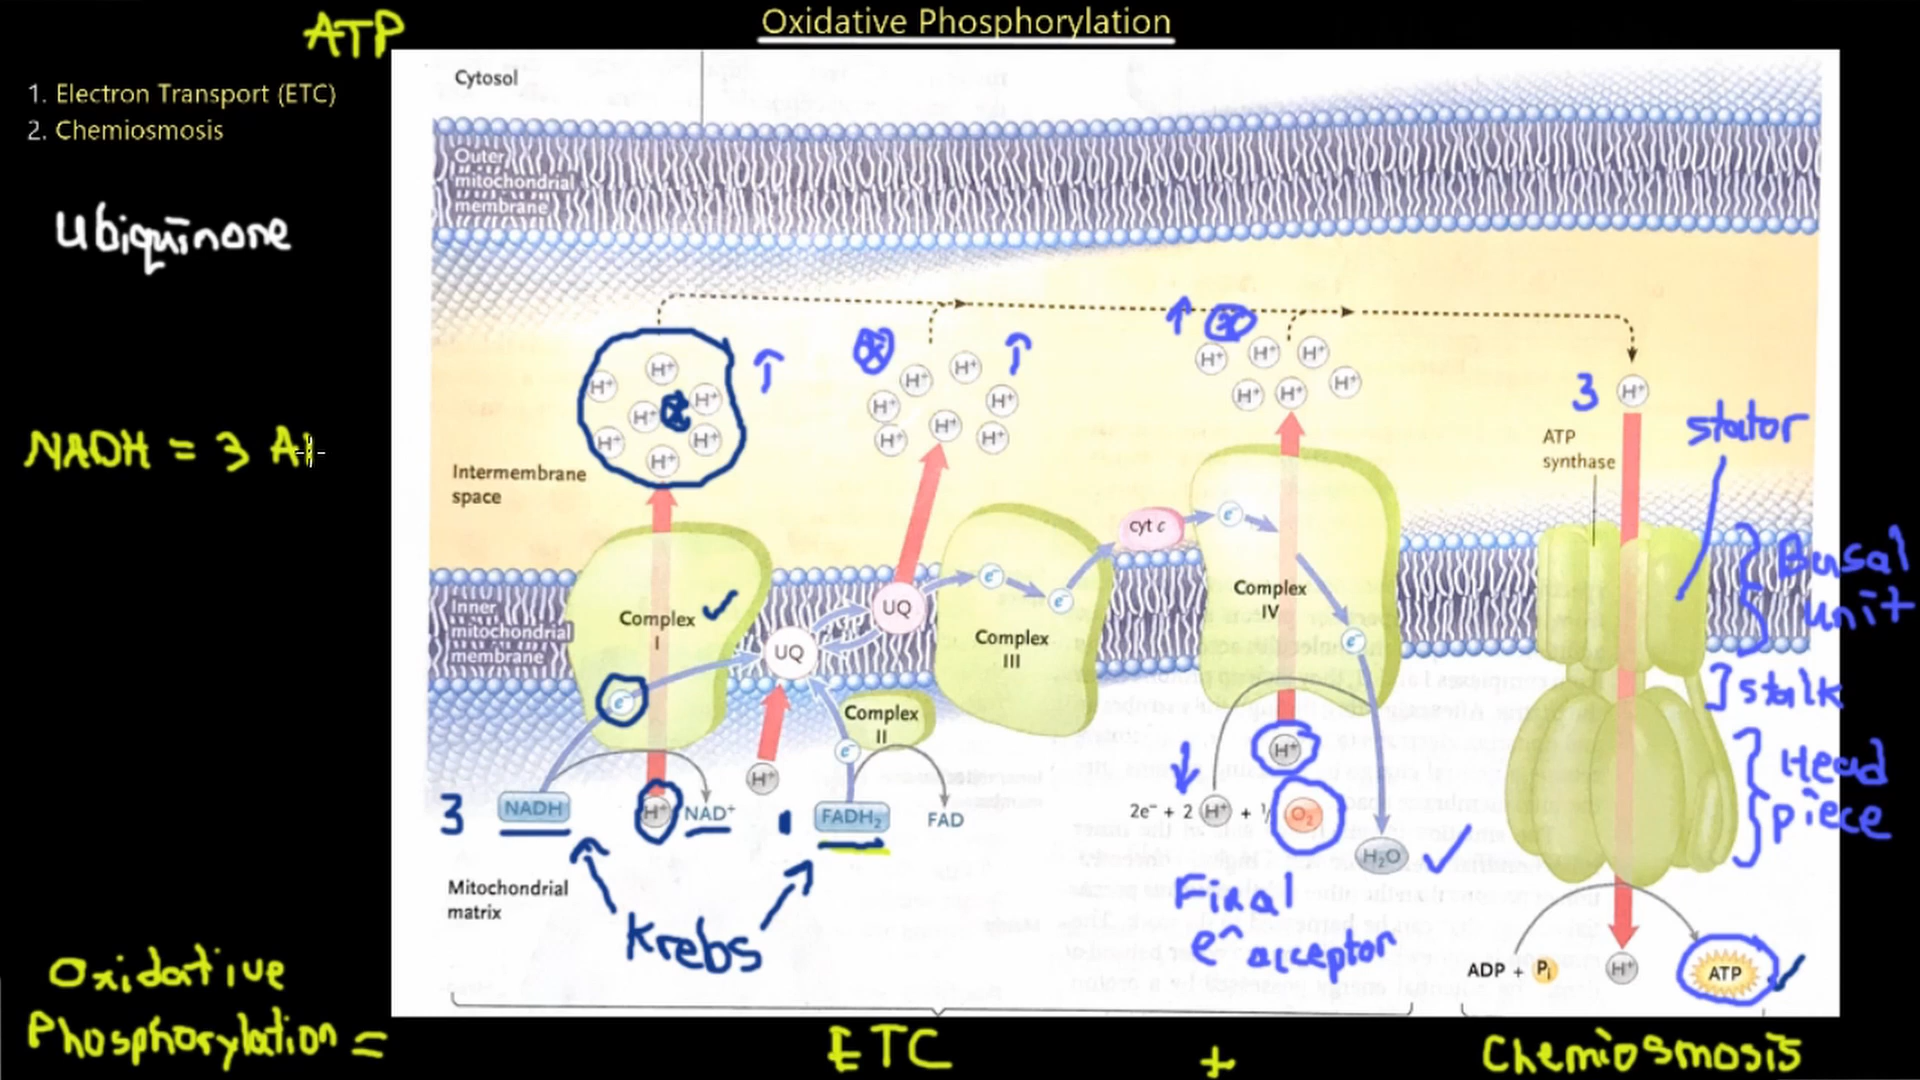 Oxidative Phosphorylation
ATP
1. Electron Transport (ETC)
2. Chemiosmosis
Ubiquinone
NADH = 3 A
Cytosol
Outer
mitochondrial
membrane
H⁺ H⁺ H⁺ H⁺ H⁺ H⁺ H⁺
H⁺ H⁺ H⁺ H⁺ H⁺ H⁺ H⁺
H⁺ H⁺ H⁺ H⁺ H⁺ H⁺
3 H⁺
stator
ATP
synthase
Intermembrane
space
cyt c
e⁻
Basal
unit
Inner
mitochondrial
membrane
Complex
I
UQ
UQ
e⁻
e⁻
Complex
III
Complex
IV
e⁻
e⁻
Complex
II
e⁻
stalk
Head
piece
3 NADH
H⁺
NAD⁺
H⁺
FADH₂
FAD
H⁺
2e⁻ + 2 H⁺ + ½ O₂
H₂O
Mitochondrial
matrix
Krebs
Final
e⁻ acceptor
ADP + Pᵢ
H⁺
ATP
Oxidative
Phosphorylation =
ETC + Chemiosmosis